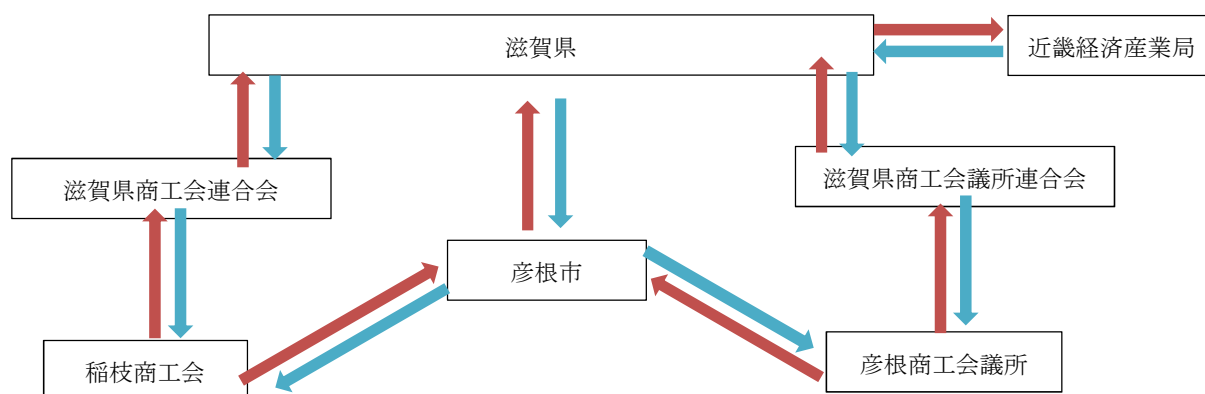 滋賀県
近畿経済産業局
滋賀県商工会連合会
滋賀県商工会議所連合会
彦根市
稲枝商工会
彦根商工会議所